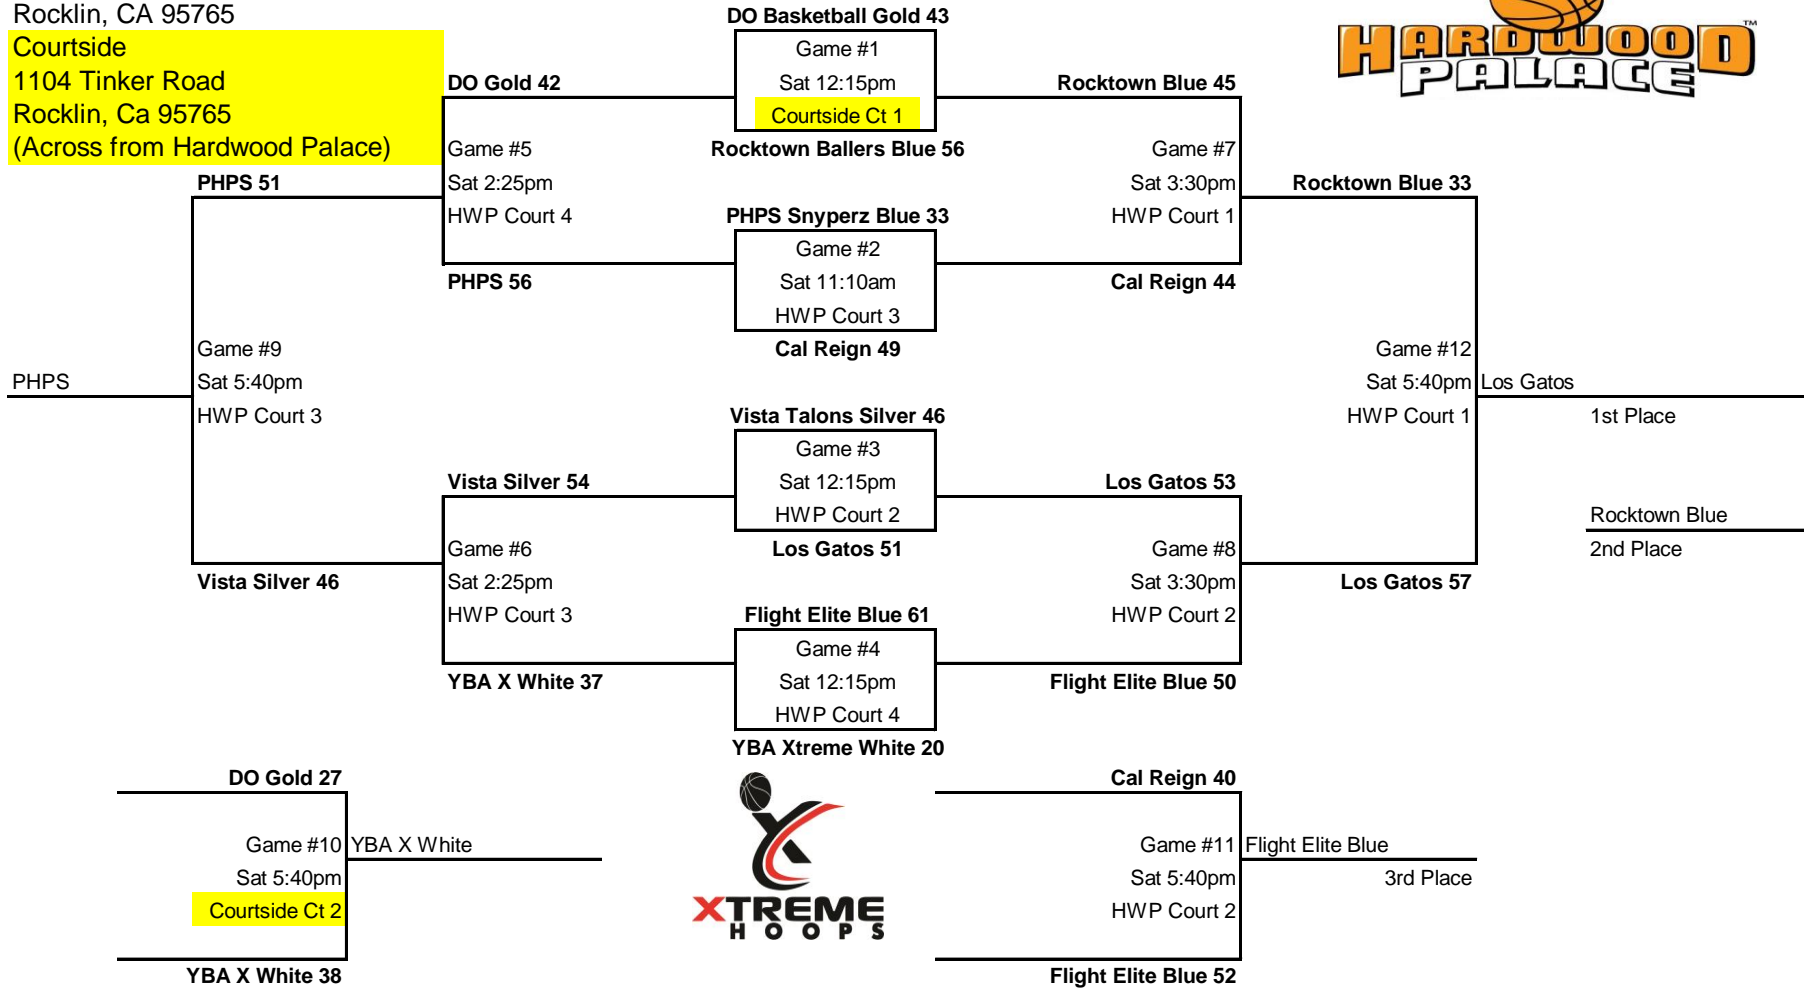 Rocklin, CA 95765
Courtside
1104 Tinker Road
Rocklin, Ca 95765
(Across from Hardwood Palace)
HARDWOOD
PALACE™
DO Basketball Gold 43
Game #1
Sat 12:15pm
Courtside Ct 1
Rocktown Ballers Blue 56
DO Gold 42
Game #5
Sat 2:25pm
HWP Court 4
PHPS 56
Rocktown Blue 45
Game #7
Sat 3:30pm
HWP Court 1
Cal Reign 44
PHPS Snyperz Blue 33
Game #2
Sat 11:10am
HWP Court 3
Cal Reign 49
PHPS 51
Game #9
Sat 5:40pm
HWP Court 3
Vista Silver 46
PHPS
Rocktown Blue 33
Game #12
Sat 5:40pm
HWP Court 1
Los Gatos 57
Los Gatos
1st Place
Rocktown Blue
2nd Place
Vista Talons Silver 46
Game #3
Sat 12:15pm
HWP Court 2
Los Gatos 51
Vista Silver 54
Game #6
Sat 2:25pm
HWP Court 3
YBA X White 37
Los Gatos 53
Game #8
Sat 3:30pm
HWP Court 2
Flight Elite Blue 50
Flight Elite Blue 61
Game #4
Sat 12:15pm
HWP Court 4
YBA Xtreme White 20
DO Gold 27
Game #10
Sat 5:40pm
Courtside Ct 2
YBA X White 38
YBA X White
XTREME
HOOPS
Cal Reign 40
Game #11
Sat 5:40pm
HWP Court 2
Flight Elite Blue 52
Flight Elite Blue
3rd Place